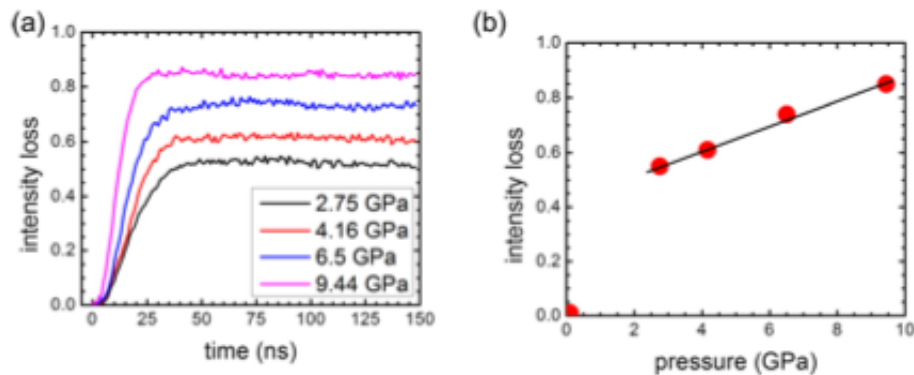 (a)
1.0
0.8
0.6
0.4
0.2
0.0
intensity loss
2.75 GPa
4.16 GPa
6.5 GPa
9.44 GPa
0 25 50 75 100 125 150
time (ns)
(b)
1.0
0.8
0.6
0.4
0.2
0.0
intensity loss
0 2 4 6 8 10
pressure (GPa)